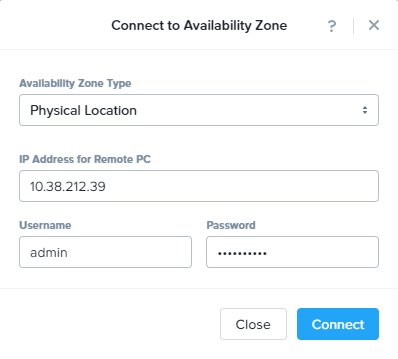 Connect to Availability Zone ?
Availability Zone Type
Physical Location
IP Address for Remote PC
10.38.212.39
Username Password
admin ••••••••••
Close Connect